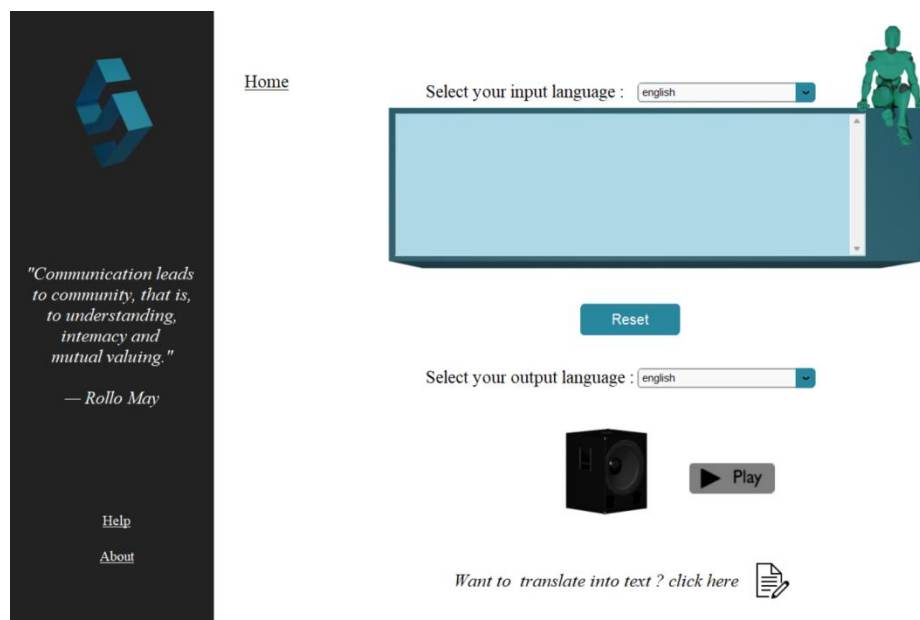 "Communication leads
to community, that is,
to understanding,
intemacy and
mutual valuing."
— Rollo May
Help
About
Home
Select your input language : english
Reset
Select your output language : english
Play
Want to translate into text ? click here